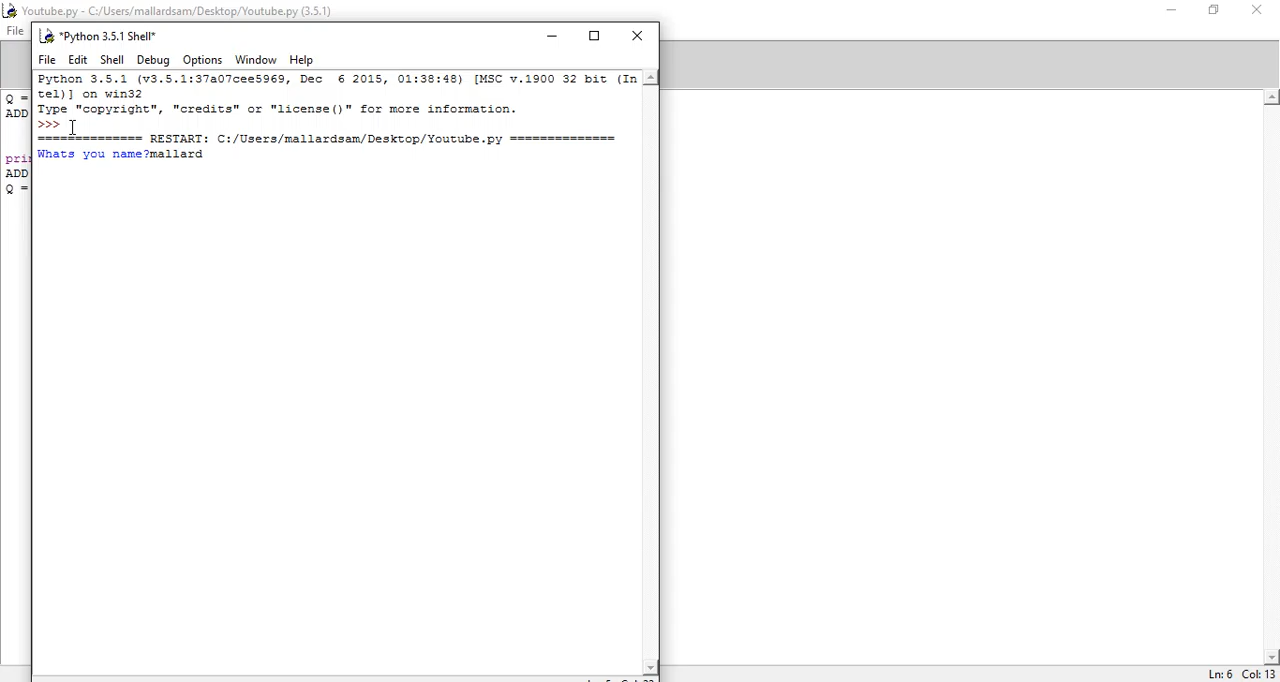 Youtube.py - C:/Users/mallardsam/Desktop/Youtube.py (3.5.1)
File
*Python 3.5.1 Shell*
File Edit Shell Debug Options Window Help
Python 3.5.1 (v3.5.1:37a07cee5969, Dec  6 2015, 01:38:48) [MSC v.1900 32 bit (In
tel)] on win32
Type "copyright", "credits" or "license()" for more information.
>>>
============== RESTART: C:/Users/mallardsam/Desktop/Youtube.py ==============
Whats you name?mallard
Q =
ADD
prin
ADD
Q =
Ln: 6 Col: 13